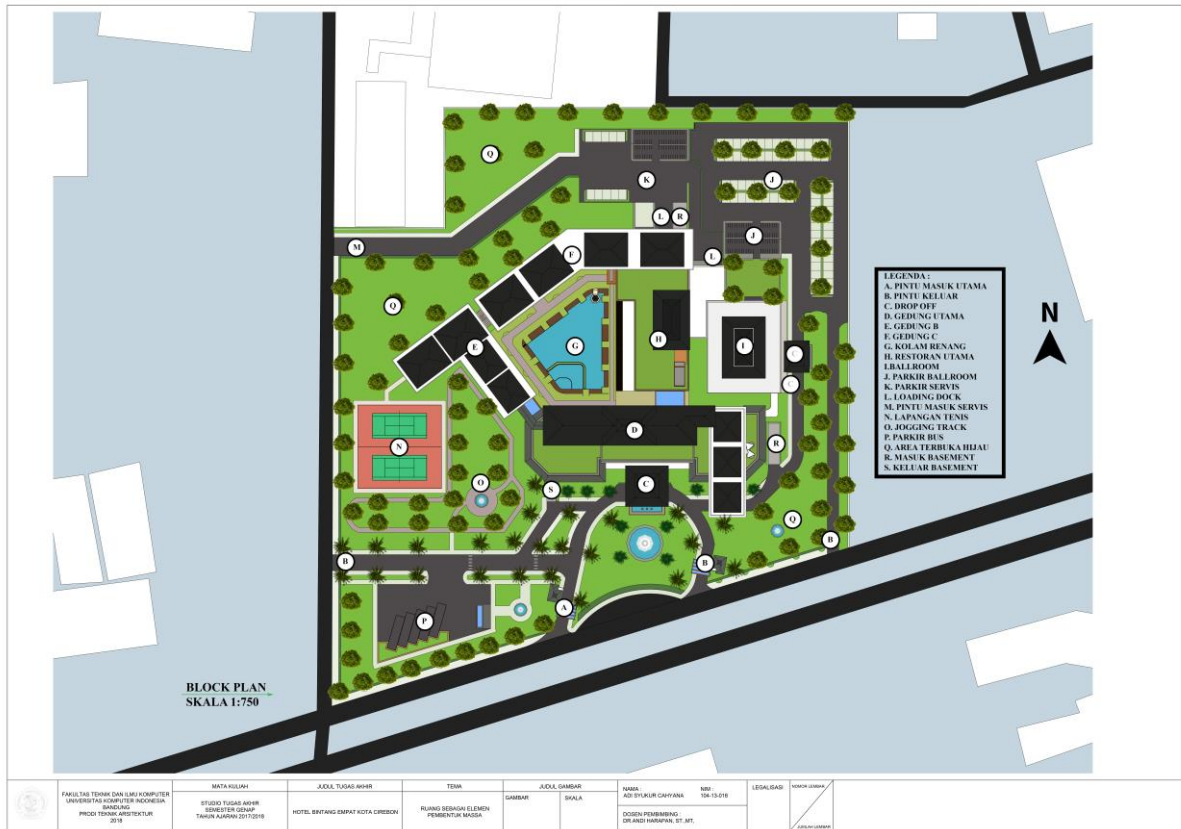 Q
K
J
L
R
M
F
L
J
Q
G
H
I
E
C
C
D
N
R
O
S
C
Q
B
B
B
A
P
N
LEGENDA :
A. PINTU MASUK UTAMA
B. PINTU KELUAR
C. DROP OFF
D. GEDUNG UTAMA
E. GEDUNG B
F. GEDUNG C
G. KOLAM RENANG
H. RESTORAN UTAMA
I.BALLROOM
J. PARKIR BALLROOM
K. PARKIR SERVIS
L. LOADING DOCK
M. PINTU MASUK SERVIS
N. LAPANGAN TENIS
O. JOGGING TRACK
P. PARKIR BUS
Q. AREA TERBUKA HIJAU
R. MASUK BASEMENT
S. KELUAR BASEMENT
BLOCK PLAN
SKALA 1:750
FAKULTAS TEKNIK DAN ILMU KOMPUTER
UNIVERSITAS KOMPUTER INDONESIA
BANDUNG
PRODI TEKNIK ARSITEKTUR
2018
MATA KULIAH
STUDIO TUGAS AKHIR
SEMESTER GENAP
TAHUN AJARAN 2017/2018
JUDUL TUGAS AKHIR
HOTEL BINTANG EMPAT KOTA CIREBON
TEMA
RUANG SEBAGAI ELEMEN
PEMBENTUK MASSA
JUDUL GAMBAR
GAMBAR SKALA
NAMA : NIM :
ADI SYUKUR CAHYANA 104-13-016
DOSEN PEMBIMBING :
DR ANDI HARAPAN, ST.,MT.
LEGALISASI
NOMOR LEMBAR
JUMLAH LEMBAR